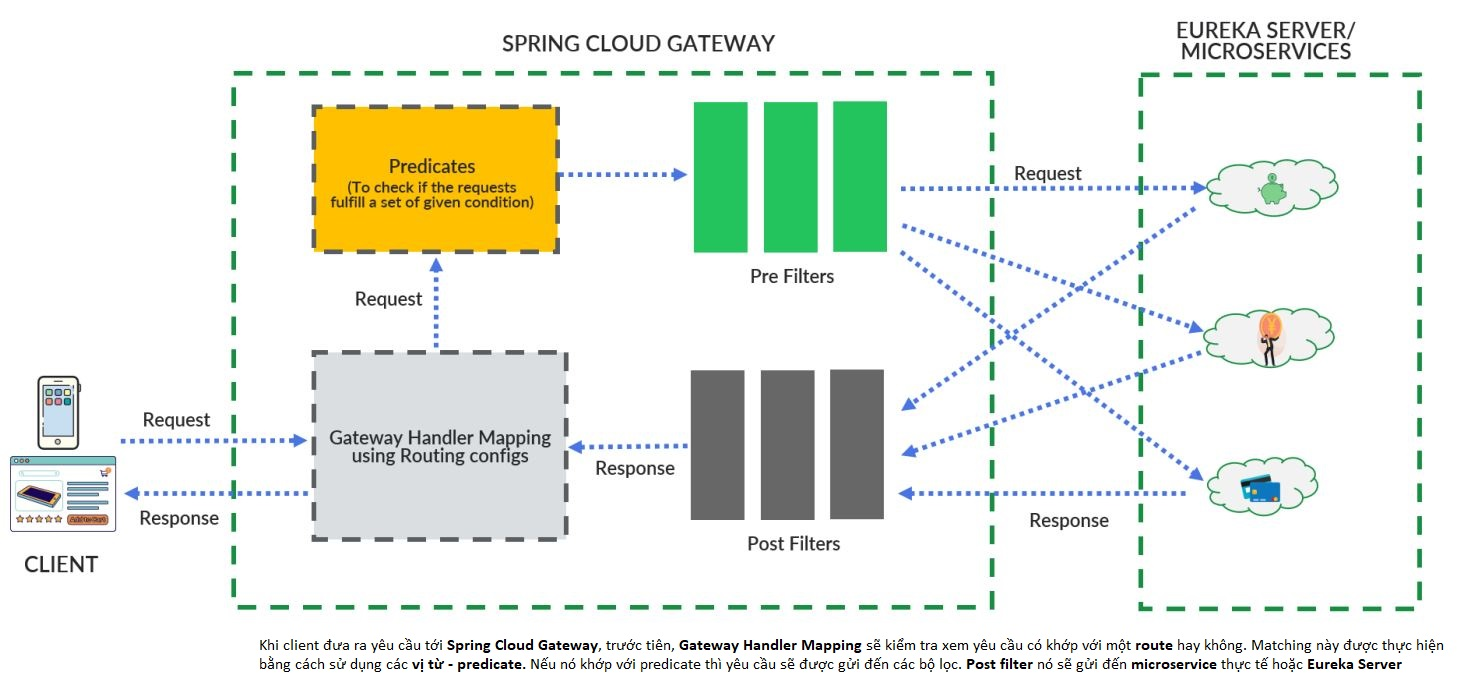 SPRING CLOUD GATEWAY
EUREKA SERVER/
MICROSERVICES
Predicates
(To check if the requests
fulfill a set of given condition)
Request
Pre Filters
Request
Request
Gateway Handler Mapping
using Routing configs
Response
Response
Post Filters
Response
Add to Cart
CLIENT
Khi client đưa ra yêu cầu tới Spring Cloud Gateway, trước tiên, Gateway Handler Mapping sẽ kiểm tra xem yêu cầu có khớp với một route hay không. Matching này được thực hiện
bằng cách sử dụng các vị từ - predicate. Nếu nó khớp với predicate thì yêu cầu sẽ được gửi đến các bộ lọc. Post filter nó sẽ gửi đến microservice thực tế hoặc Eureka Server